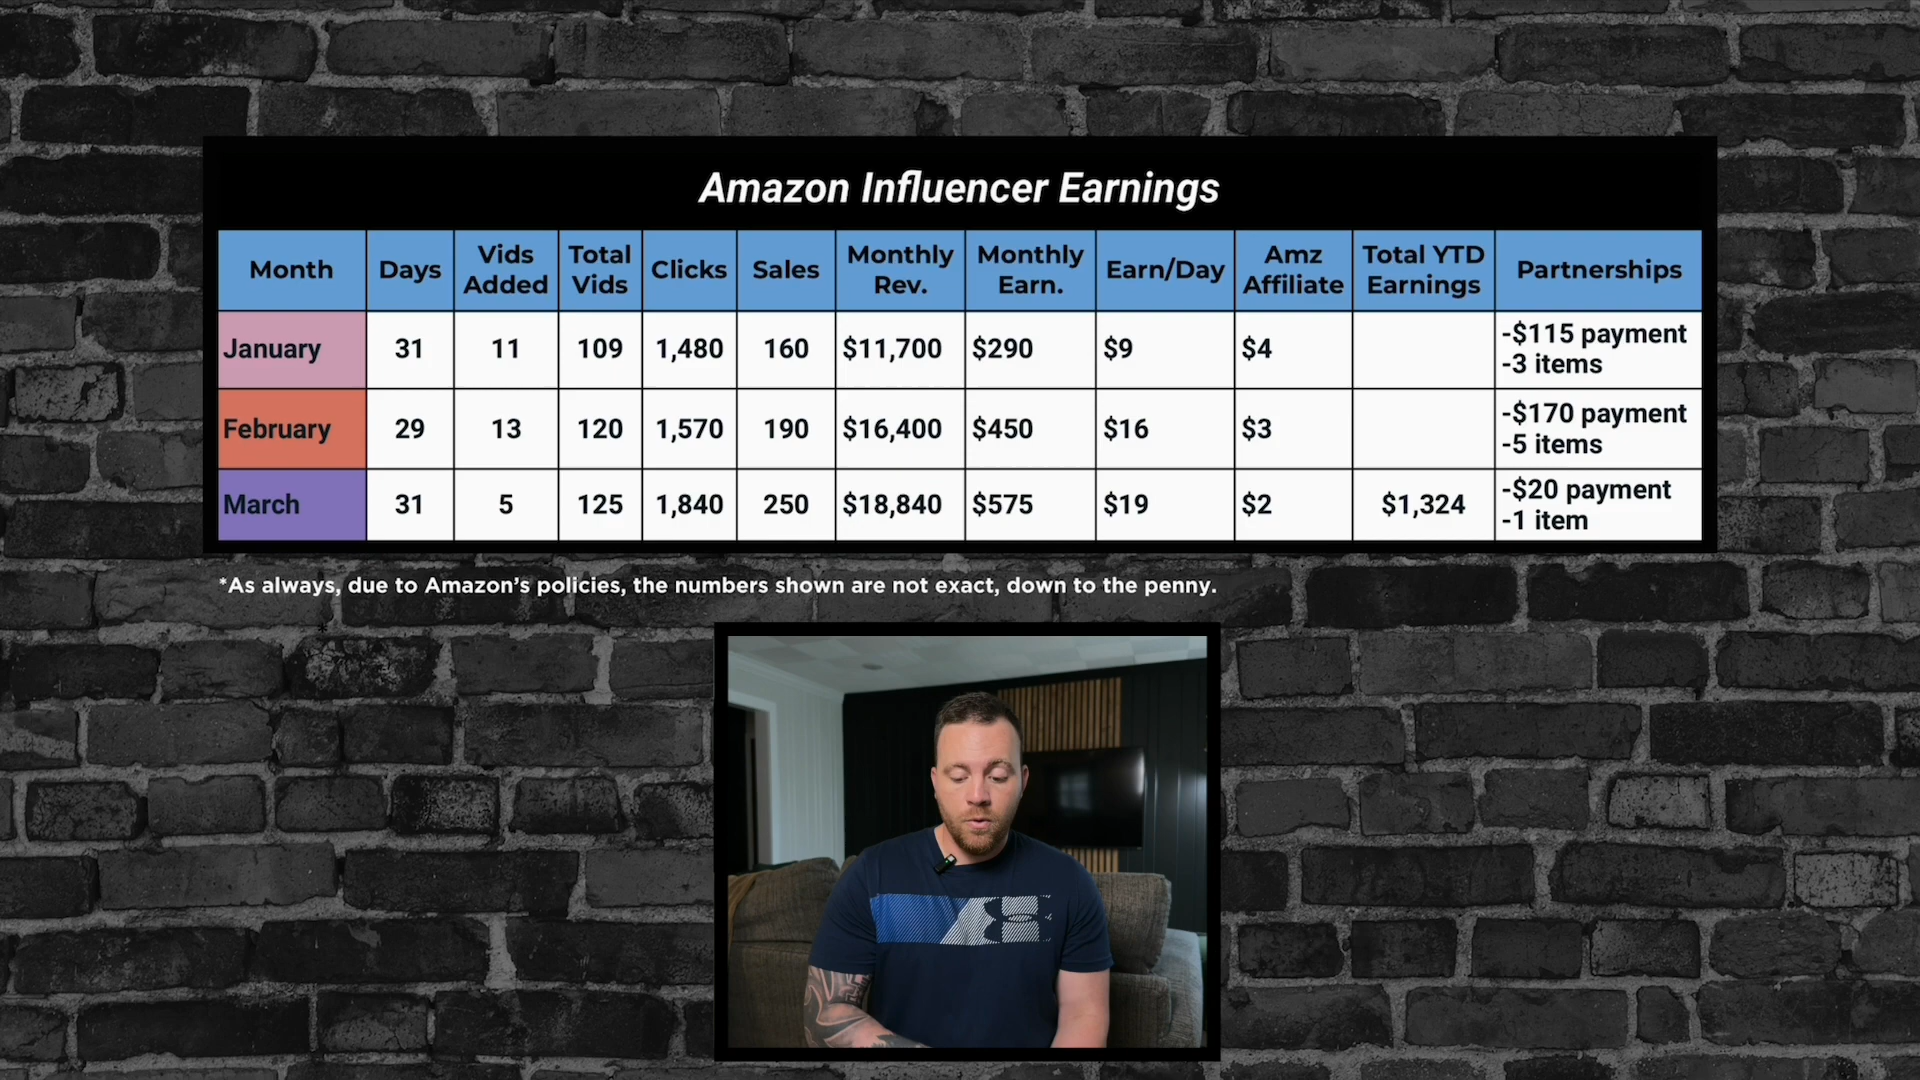 Amazon Influencer Earnings
Month Days Vids Added Total Vids Clicks Sales Monthly Rev. Monthly Earn. Earn/Day Amz Affiliate Total YTD Earnings Partnerships
January 31 11 109 1,480 160 $11,700 $290 $9 $4 -$115 payment
-3 items
February 29 13 120 1,570 190 $16,400 $450 $16 $3 -$170 payment
-5 items
March 31 5 125 1,840 250 $18,840 $575 $19 $2 $1,324 -$20 payment
-1 item
*As always, due to Amazon’s policies, the numbers shown are not exact, down to the penny.